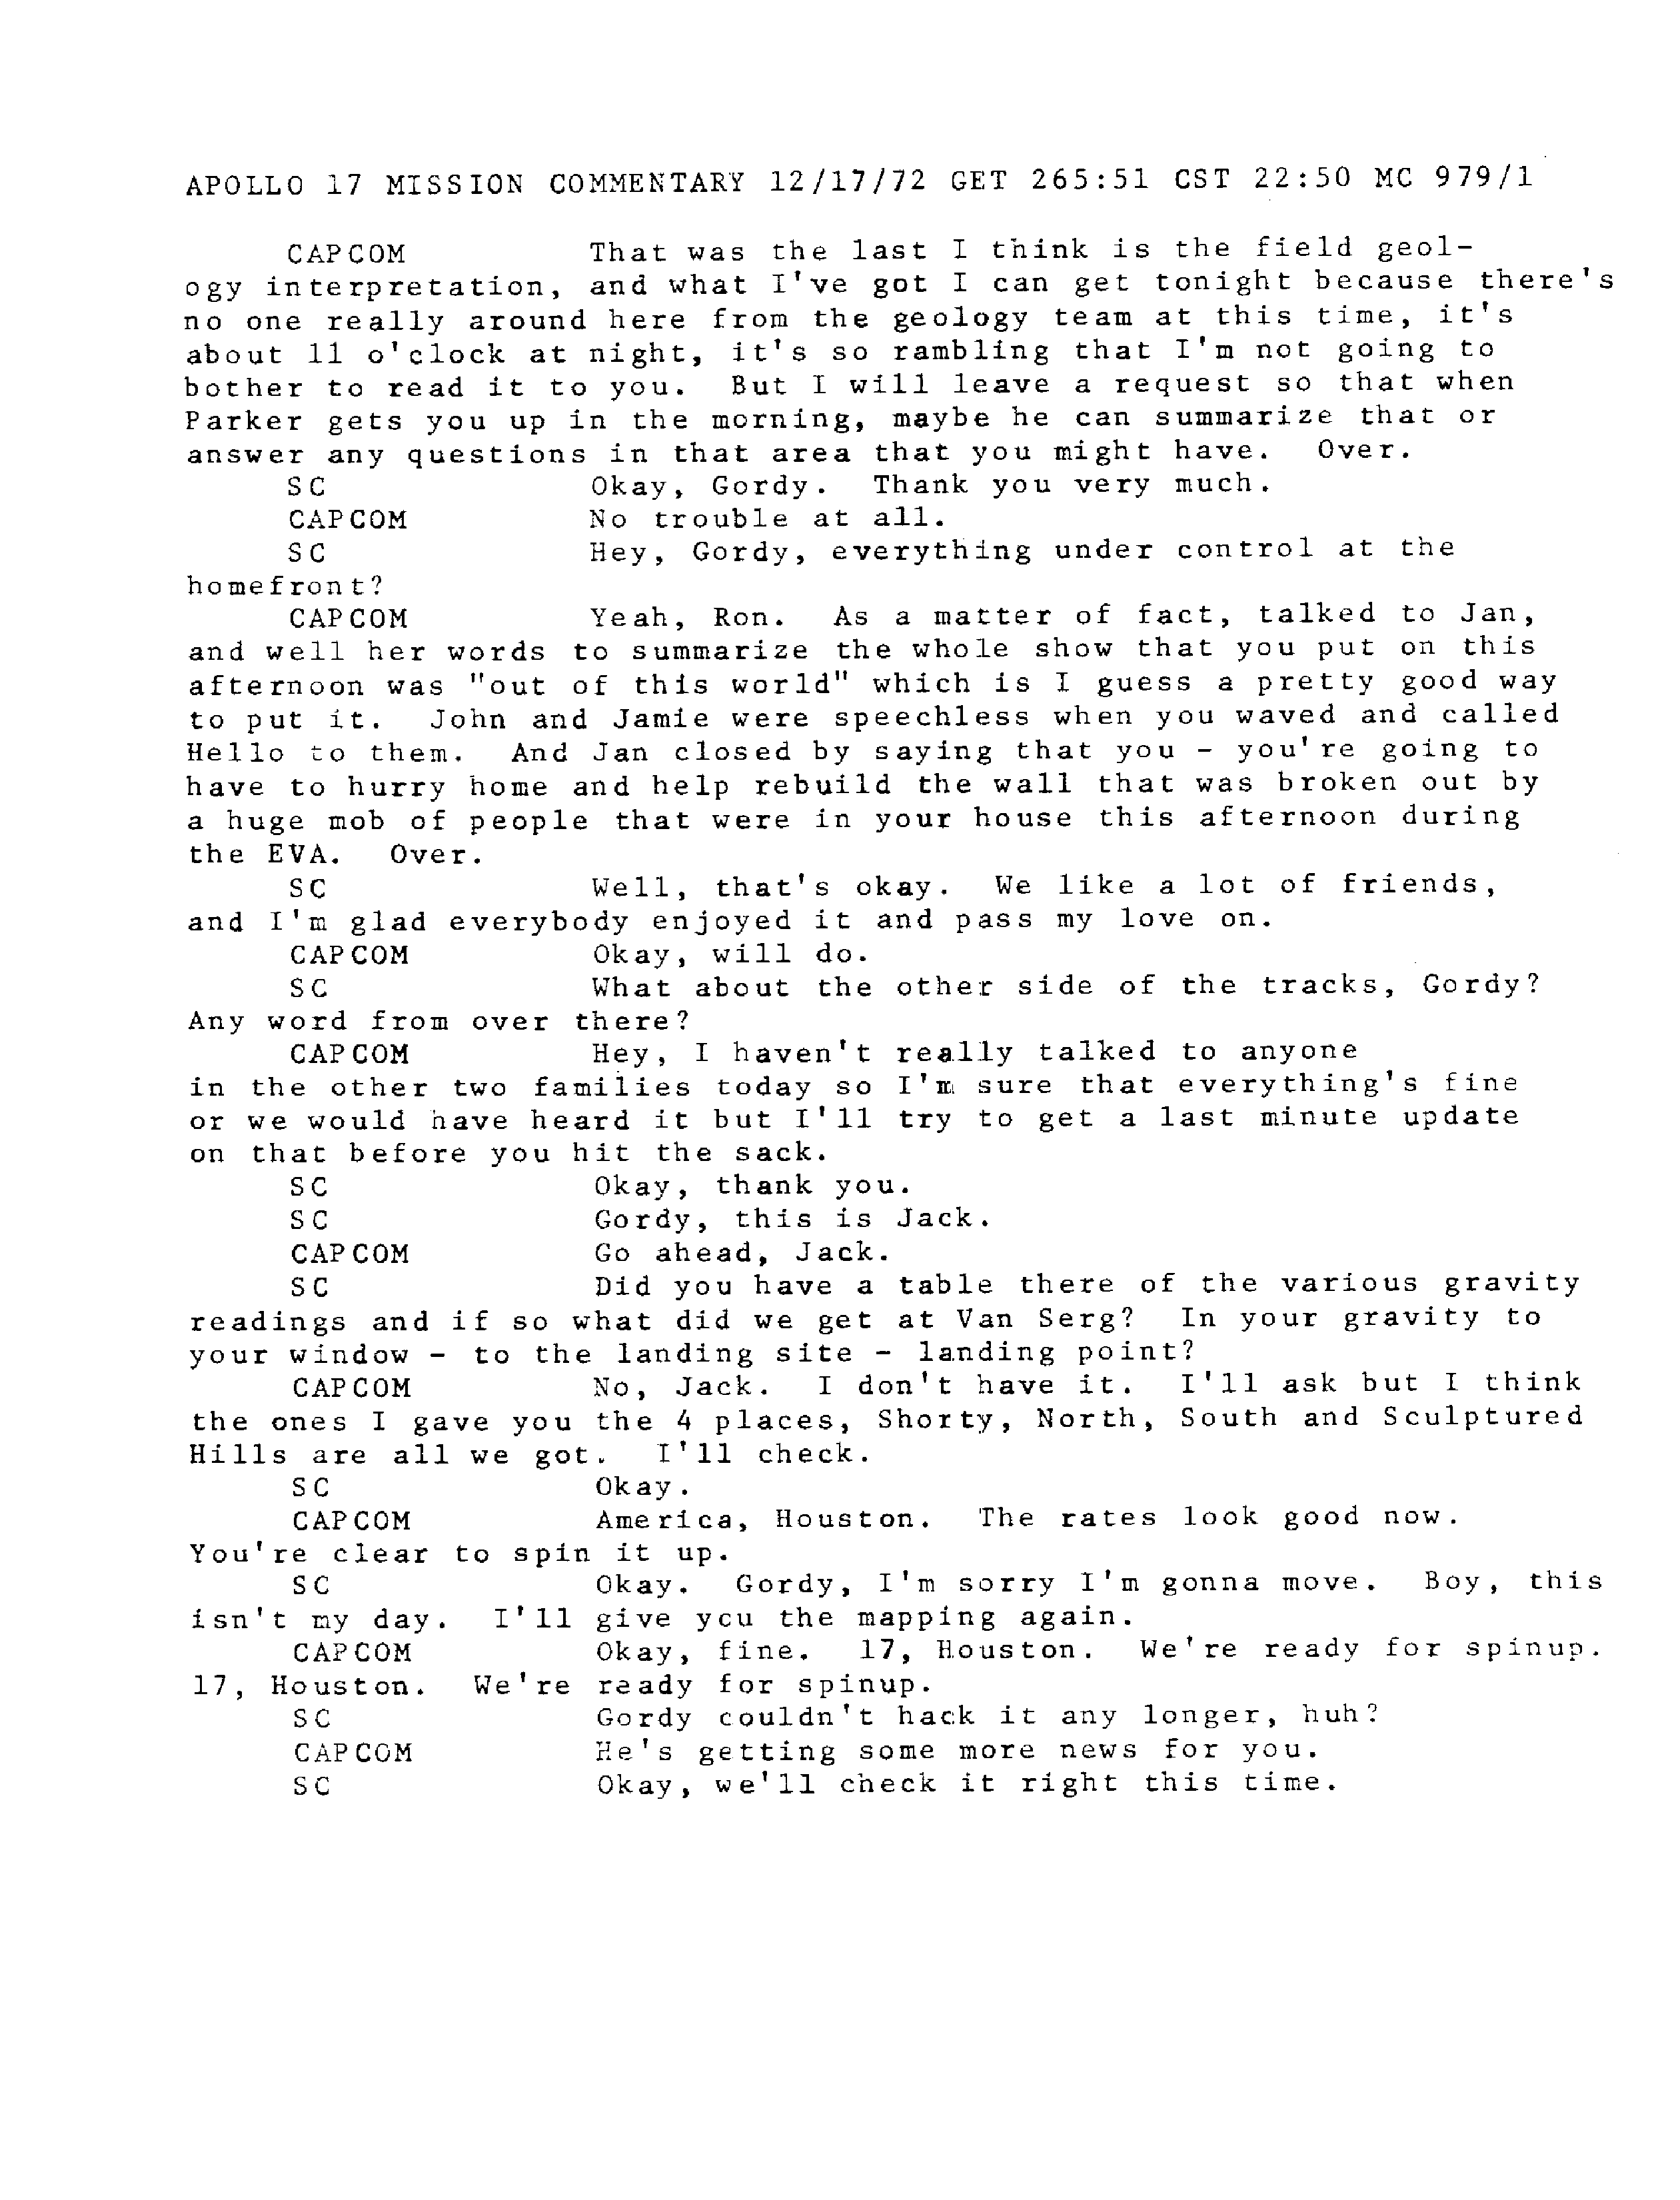 APOLLO 17 MISSION COMMENTARY 12/17/72 GET 265:51 CST 22:50 MC 979/1
CAPCOM That was the last I think is the field geol-
ogy interpretation, and what I've got I can get tonight because there's
no one really around here from the geology team at this time, it's
about 11 o'clock at night, it's so rambling that I'm not going to
bother to read it to you. But I will leave a request so that when
Parker gets you up in the morning, maybe he can summarize that or
answer any questions in that area that you might have. Over.
SC Okay, Gordy. Thank you very much.
CAPCOM No trouble at all.
SC Hey, Gordy, everything under control at the
homefront?
CAPCOM Yeah, Ron. As a matter of fact, talked to Jan,
and well her words to summarize the whole show that you put on this
afternoon was "out of this world" which is I guess a pretty good way
to put it. John and Jamie were speechless when you waved and called
Hello to them. And Jan closed by saying that you - you're going to
have to hurry home and help rebuild the wall that was broken out by
a huge mob of people that were in your house this afternoon during
the EVA. Over.
SC Well, that's okay. We like a lot of friends,
and I'm glad everybody enjoyed it and pass my love on.
CAPCOM Okay, will do.
SC What about the other side of the tracks, Gordy?
Any word from over there?
CAPCOM Hey, I haven't really talked to anyone
in the other two families today so I'm sure that everything's fine
or we would have heard it but I'll try to get a last minute update
on that before you hit the sack.
SC Okay, thank you.
SC Gordy, this is Jack.
CAPCOM Go ahead, Jack.
SC Did you have a table there of the various gravity
readings and if so what did we get at Van Serg? In your gravity to
your window - to the landing site - landing point?
CAPCOM No, Jack. I don't have it. I'll ask but I think
the ones I gave you the 4 places, Shorty, North, South and Sculptured
Hills are all we got. I'll check.
SC Okay.
CAPCOM America, Houston. The rates look good now.
You're clear to spin it up.
SC Okay. Gordy, I'm sorry I'm gonna move. Boy, this
isn't my day. I'll give you the mapping again.
CAPCOM Okay, fine. 17, Houston. We're ready for spinup.
17, Houston. We're ready for spinup.
SC Gordy couldn't hack it any longer, huh?
CAPCOM He's getting some more news for you.
SC Okay, we'll check it right this time.